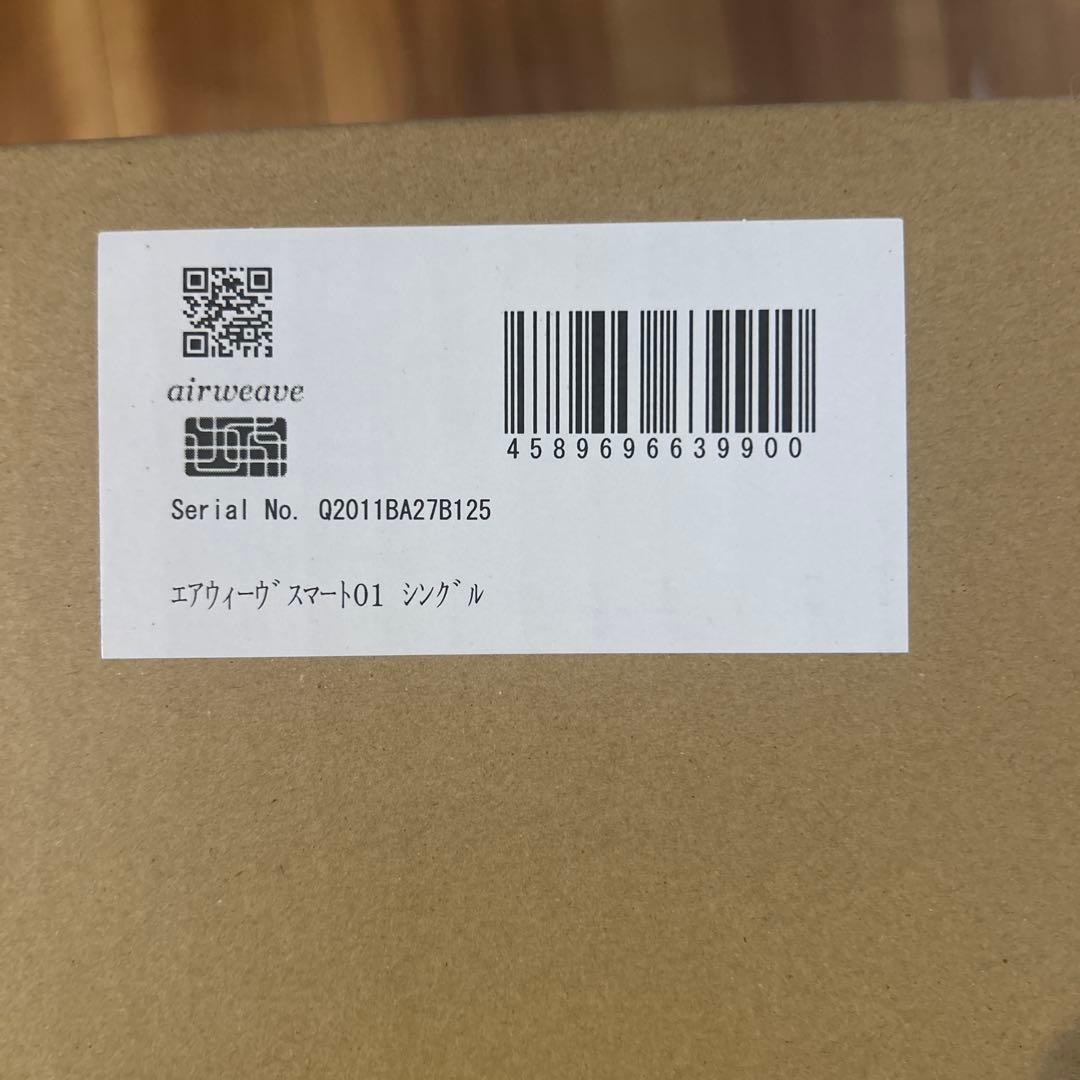 airweave
4589696639900
Serial No. Q2011BA27B125
ｴｱｳｨｰｳﾞｽﾏｰﾄ01 ｼﾝｸﾞﾙ